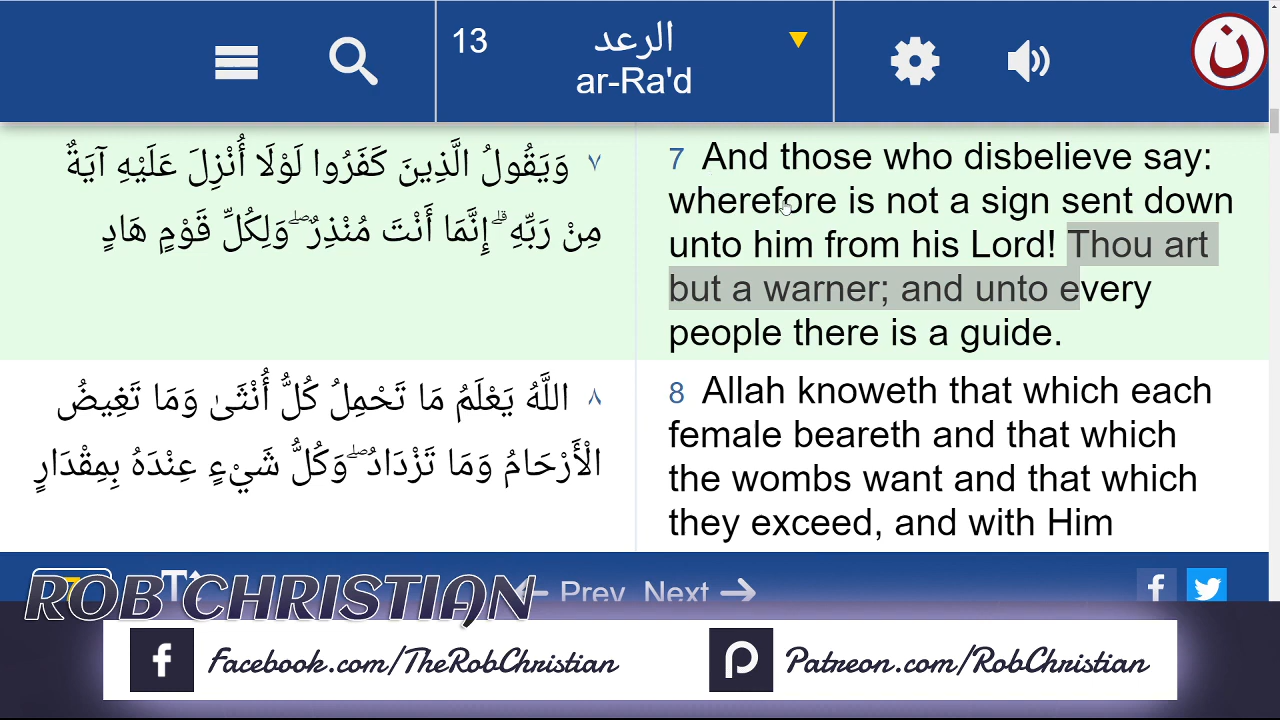 13
الرعد
ar-Ra'd
ن
٧ وَيَقُولُ الَّذِينَ كَفَرُوا لَوْلَا أُنْزِلَ عَلَيْهِ آيَةٌ
مِنْ رَبِّهِ ۗ إِنَّمَا أَنْتَ مُنْذِرٌ ۖ وَلِكُلِّ قَوْمٍ هَادٍ
7 And those who disbelieve say:
wherefore is not a sign sent down
unto him from his Lord! Thou art
but a warner; and unto every
people there is a guide.
٨ اللَّهُ يَعْلَمُ مَا تَحْمِلُ كُلُّ أُنْثَىٰ وَمَا تَغِيضُ
الْأَرْحَامُ وَمَا تَزْدَادُ ۖ وَكُلُّ شَيْءٍ عِنْدَهُ بِمِقْدَارٍ
8 Allah knoweth that which each
female beareth and that which
the wombs want and that which
they exceed, and with Him
Prev Next
ROB CHRISTIAN
Facebook.com/TheRobChristian
Patreon.com/RobChristian